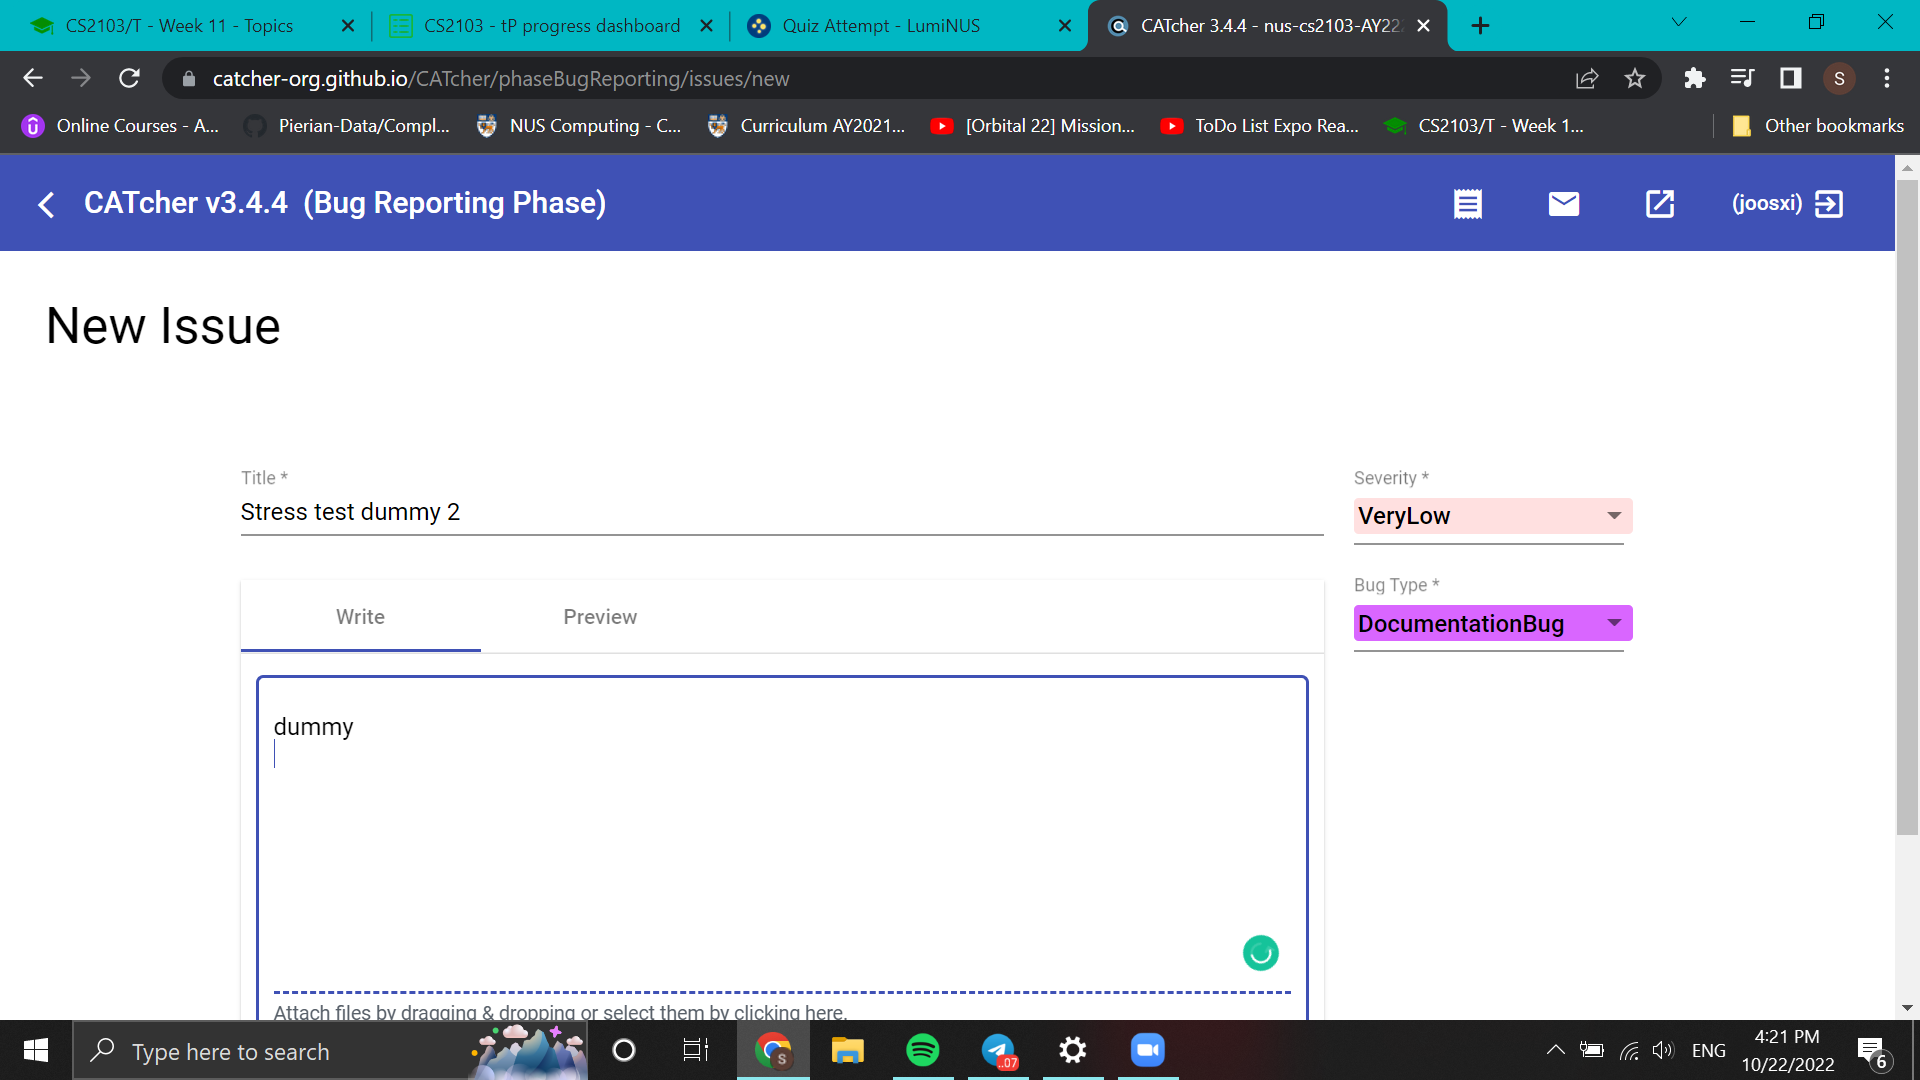 CS2103/T - Week 11 - Topics
CS2103 - tP progress dashboard
Quiz Attempt - LumiNUS
CATcher 3.4.4 - nus-cs2103-AY22
catcher-org.github.io/CATcher/phaseBugReporting/issues/new
S
Online Courses - A...
Pierian-Data/Compl...
NUS Computing - C...
Curriculum AY2021...
[Orbital 22] Mission...
ToDo List Expo Rea...
CS2103/T - Week 1...
Other bookmarks
CATcher v3.4.4 (Bug Reporting Phase)
(joosxi)
New Issue
Title *
Stress test dummy 2
Severity *
VeryLow
Bug Type *
DocumentationBug
Write
Preview
dummy
Attach files by dragging & dropping or select them by clicking here.
Type here to search
S
..07
ENG
4:21 PM
10/22/2022
6